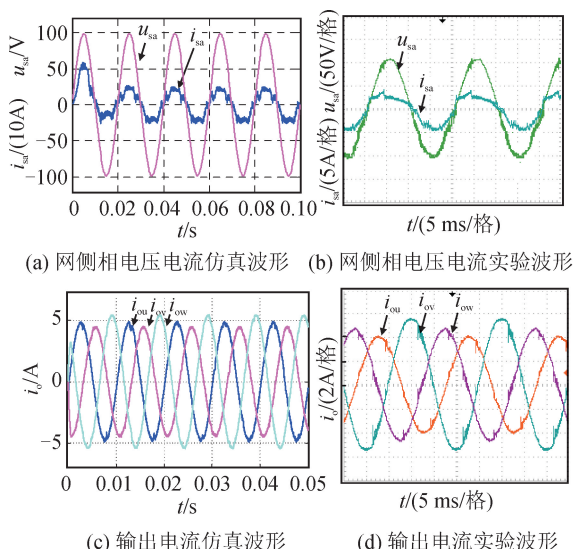 u_sa/V
i_sa/(10A)
100
50
0
−50
−100
u_sa
i_sa
0
0.02
0.04
0.06
0.08
0.10
t/s
(a) 网侧相电压电流仿真波形
u_sa/(50V/格)
i_sa/(5A/格)
u_sa
i_sa
t/(5 ms/格)
(b) 网侧相电压电流实验波形
i_o/A
5
0
−5
i_ou i_ov i_ow
0
0.01
0.02
0.03
0.04
0.05
t/s
(c) 输出电流仿真波形
i_o/(2A/格)
i_ou
i_ov
i_ow
t/(5 ms/格)
(d) 输出电流实验波形